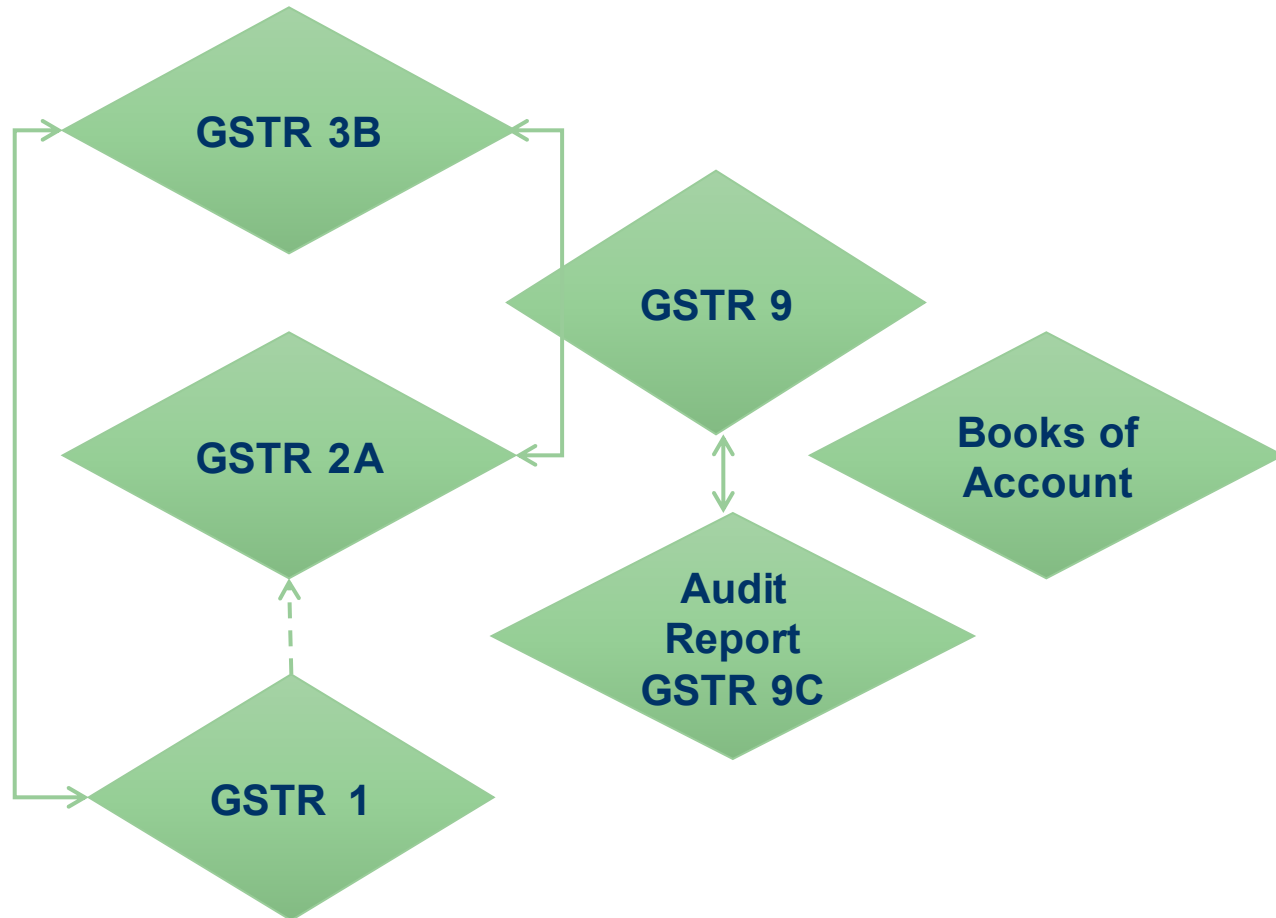 GSTR 3B
GSTR 9
GSTR 2A
Books of
Account
Audit
Report
GSTR 9C
GSTR 1